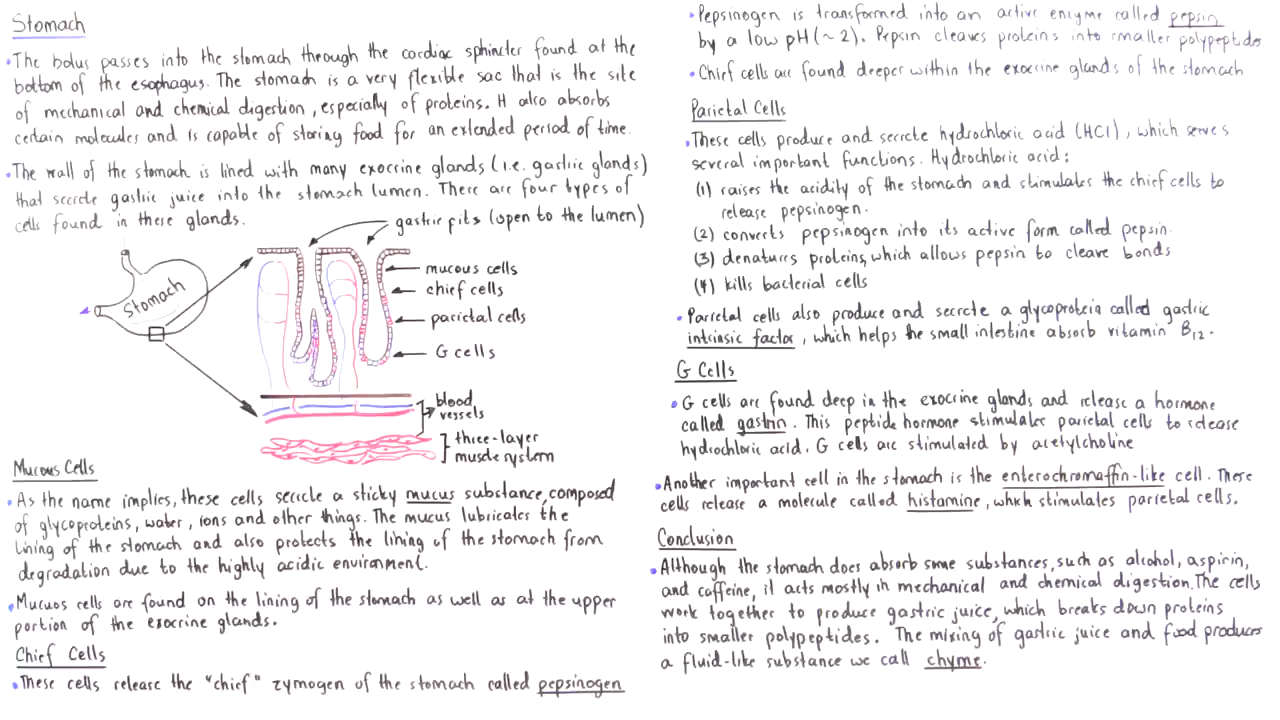 Stomach
• The bolus passes into the stomach through the cardiac sphincter found at the
bottom of the esophagus. The stomach is a very flexible sac that is the site
of mechanical and chemical digestion, especially of proteins. It also absorbs
certain molecules and is capable of storing food for an extended period of time.
• The wall of the stomach is lined with many exocrine glands (i.e. gastric glands)
that secrete gastric juice into the stomach lumen. There are four types of
cells found in these glands.
gastric pits (open to the lumen)
Stomach
mucous cells
chief cells
parietal cells
G cells
blood
vessels
three-layer
muscle system
Mucous Cells
• As the name implies, these cells secrete a sticky mucus substance, composed
of glycoproteins, water, ions and other things. The mucus lubricates the
lining of the stomach and also protects the lining of the stomach from
degradation due to the highly acidic environment.
• Mucuos cells are found on the lining of the stomach as well as at the upper
portion of the exocrine glands.
Chief Cells
• These cells release the "chief" zymogen of the stomach called pepsinogen
• Pepsinogen is transformed into an active enzyme called pepsin
by a low pH (~2). Pepsin cleaves proteins into smaller polypeptide
• Chief cells are found deeper within the exocrine glands of the stomach
Parietal Cells
• These cells produce and secrete hydrochloric acid (HCl), which serves
several important functions. Hydrochloric acid:
(1) raises the acidity of the stomach and stimulates the chief cells to
release pepsinogen.
(2) converts pepsinogen into its active form called pepsin.
(3) denatures proteins, which allows pepsin to cleave bonds
(4) kills bacterial cells
• Parietal cells also produce and secrete a glycoprotein called gastric
intrinsic factor, which helps the small intestine absorb vitamin B12.
G Cells
• G cells are found deep in the exocrine glands and release a hormone
called gastrin. This peptide hormone stimulates parietal cells to release
hydrochloric acid. G cells are stimulated by acetylcholine
• Another important cell in the stomach is the enterochromaffin-like cell. These
cells release a molecule called histamine, which stimulates parietal cells.
Conclusion
• Although the stomach does absorb some substances, such as alcohol, aspirin,
and caffeine, it acts mostly in mechanical and chemical digestion. The cells
work together to produce gastric juice, which breaks down proteins
into smaller polypeptides. The mixing of gastric juice and food produces
a fluid-like substance we call chyme.